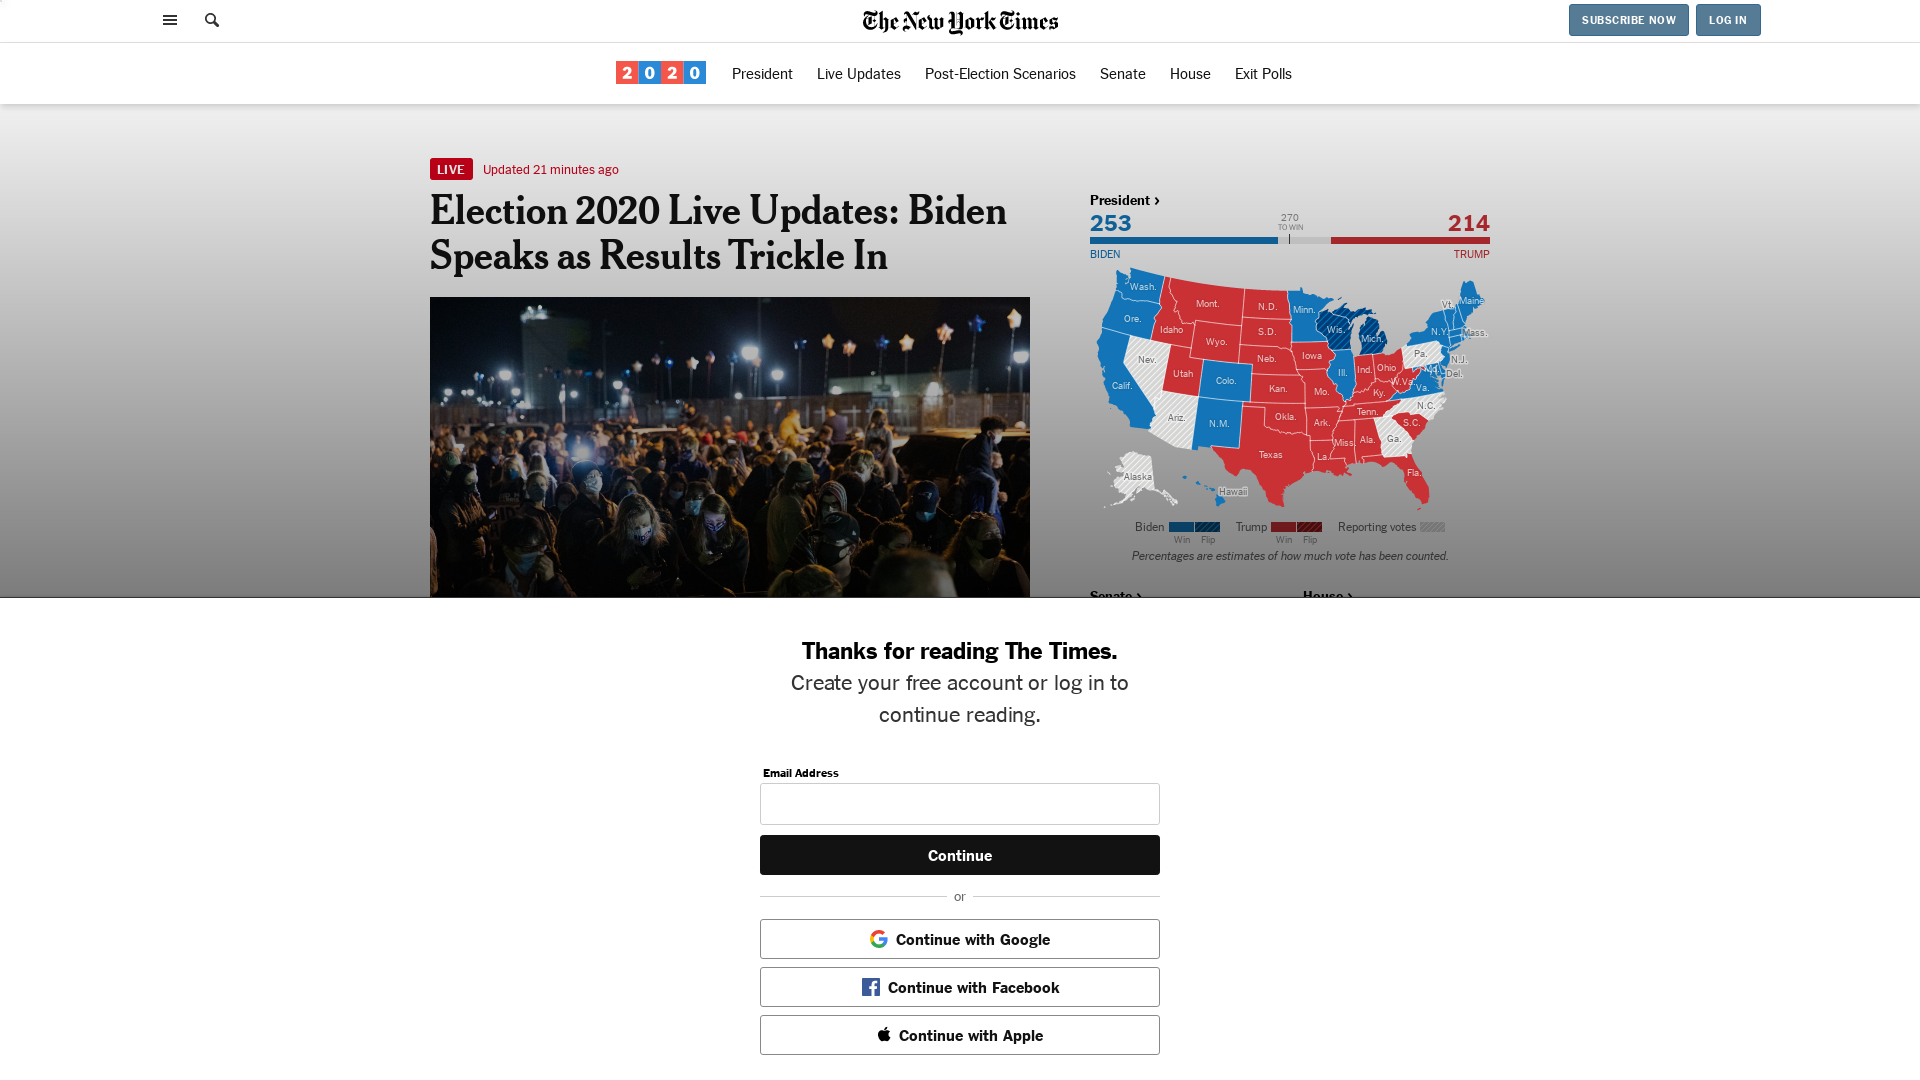 The New York Times
SUBSCRIBE NOW
LOG IN
2020
President
Live Updates
Post-Election Scenarios
Senate
House
Exit Polls
LIVE
Updated 21 minutes ago
Election 2020 Live Updates: Biden
Speaks as Results Trickle In
President ›
253
270
TO WIN
214
BIDEN
TRUMP
Wash.
Mont.
N.D.
Minn.
Vt.
Maine
Ore.
Idaho
S.D.
Wis.
Mich.
N.Y.
Mass.
Wyo.
Nev.
Neb.
Iowa
Pa.
N.J.
Utah
Colo.
Ill.
Ind.
Ohio
Md.
Del.
Calif.
Kan.
Mo.
Ky.
W.Va.
Va.
Ariz.
N.M.
Okla.
Ark.
Tenn.
N.C.
S.C.
Texas
La.
Miss.
Ala.
Ga.
Fla.
Alaska
Hawaii
Biden
Trump
Reporting votes
Win
Flip
Win
Flip
Percentages are estimates of how much vote has been counted.
Senate ›
House ›
Thanks for reading The Times.
Create your free account or log in to
continue reading.
Email Address
Continue
or
Continue with Google
Continue with Facebook
Continue with Apple